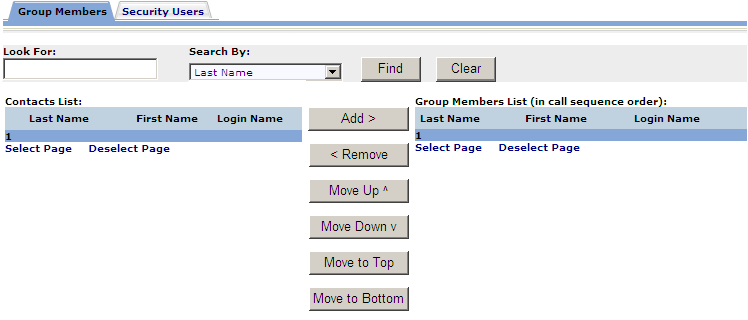 Group Members Security Users
Look For: Search By:
Last Name Find Clear
Contacts List: Group Members List (in call sequence order):
Last Name First Name Login Name Add > Last Name First Name Login Name
1 1
Select Page Deselect Page Select Page Deselect Page
< Remove
Move Up ^
Move Down v
Move to Top
Move to Bottom